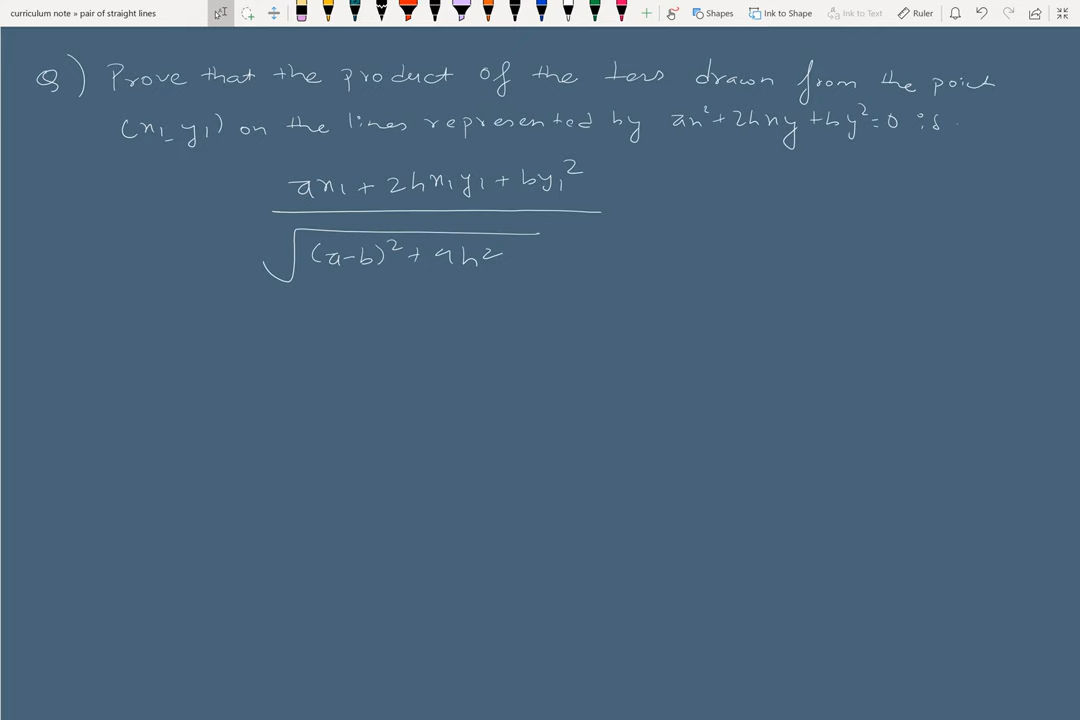 curriculum note » pair of straight lines
Shapes Ink to Shape Ink to Text Ruler
Q) Prove that the product of the ⊥ers drawn from the point
(x₁, y₁) on the lines represented by ax²+2hxy+by²=0 is.
ax₁ + 2hx₁y₁ + by₁²
√(a-b)²+4h²